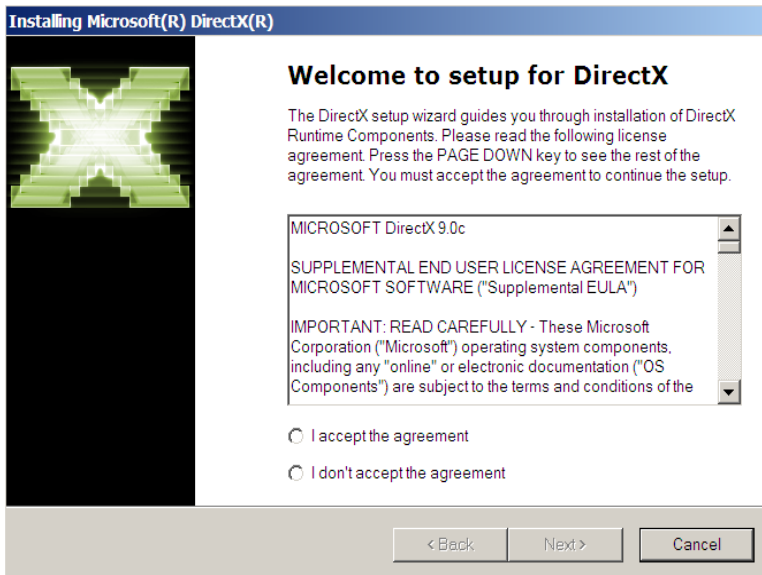 Installing Microsoft(R) DirectX(R)
Welcome to setup for DirectX
The DirectX setup wizard guides you through installation of DirectX
Runtime Components. Please read the following license
agreement. Press the PAGE DOWN key to see the rest of the
agreement. You must accept the agreement to continue the setup.
MICROSOFT DirectX 9.0c
SUPPLEMENTAL END USER LICENSE AGREEMENT FOR
MICROSOFT SOFTWARE ("Supplemental EULA")
IMPORTANT: READ CAREFULLY - These Microsoft
Corporation ("Microsoft") operating system components,
including any "online" or electronic documentation ("OS
Components") are subject to the terms and conditions of the
I accept the agreement
I don't accept the agreement
< Back
Next >
Cancel